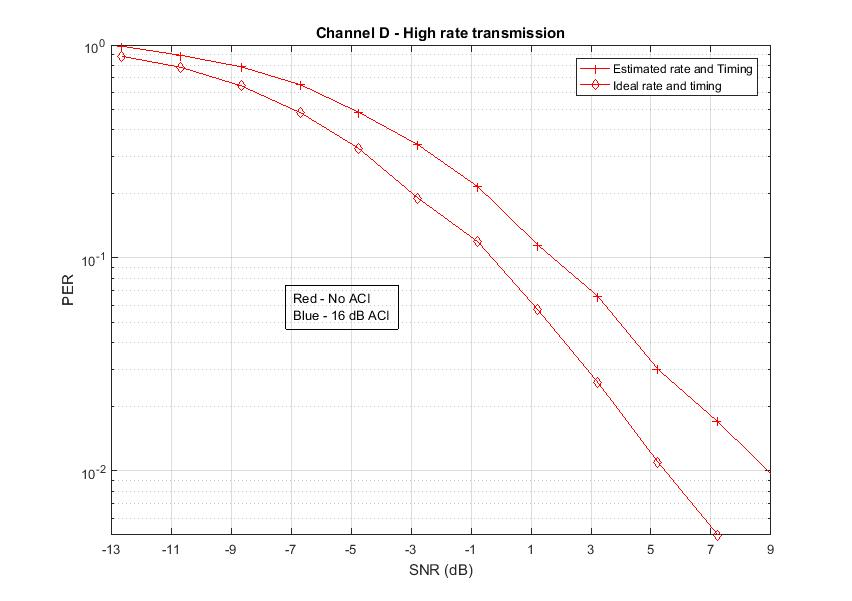 Channel D - High rate transmission
10^0
Estimated rate and Timing
Ideal rate and timing
10^-1
PER
Red - No ACI
Blue - 16 dB ACI
10^-2
-13 -11 -9 -7 -5 -3 -1 1 3 5 7 9
SNR (dB)